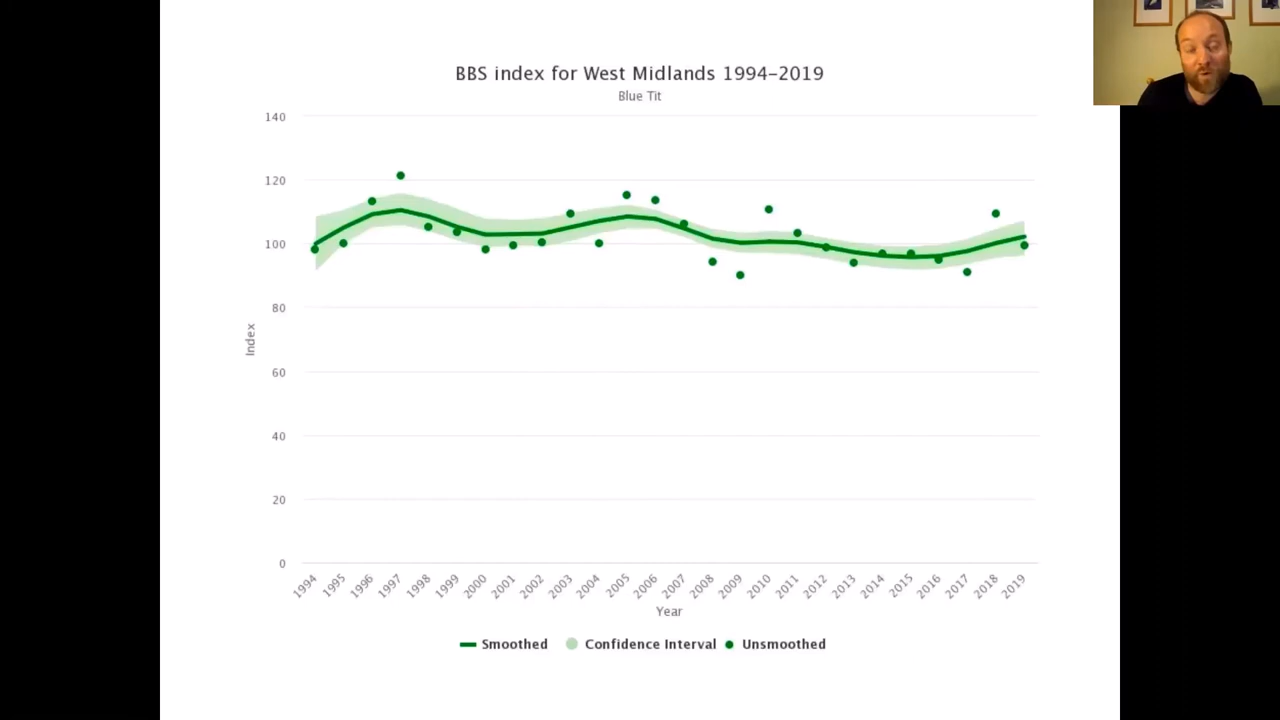 BBS index for West Midlands 1994-2019
Blue Tit
140
120
100
80
60
40
20
0
Index
1994 1995 1996 1997 1998 1999 2000 2001 2002 2003 2004 2005 2006 2007 2008 2009 2010 2011 2012 2013 2014 2015 2016 2017 2018 2019
Year
Smoothed Confidence Interval Unsmoothed